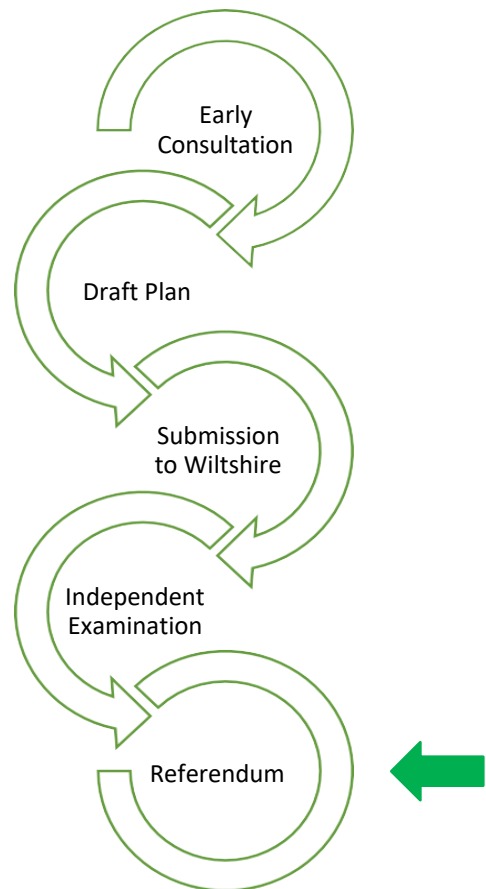 Early
Consultation
Draft Plan
Submission
to Wiltshire
Independent
Examination
Referendum